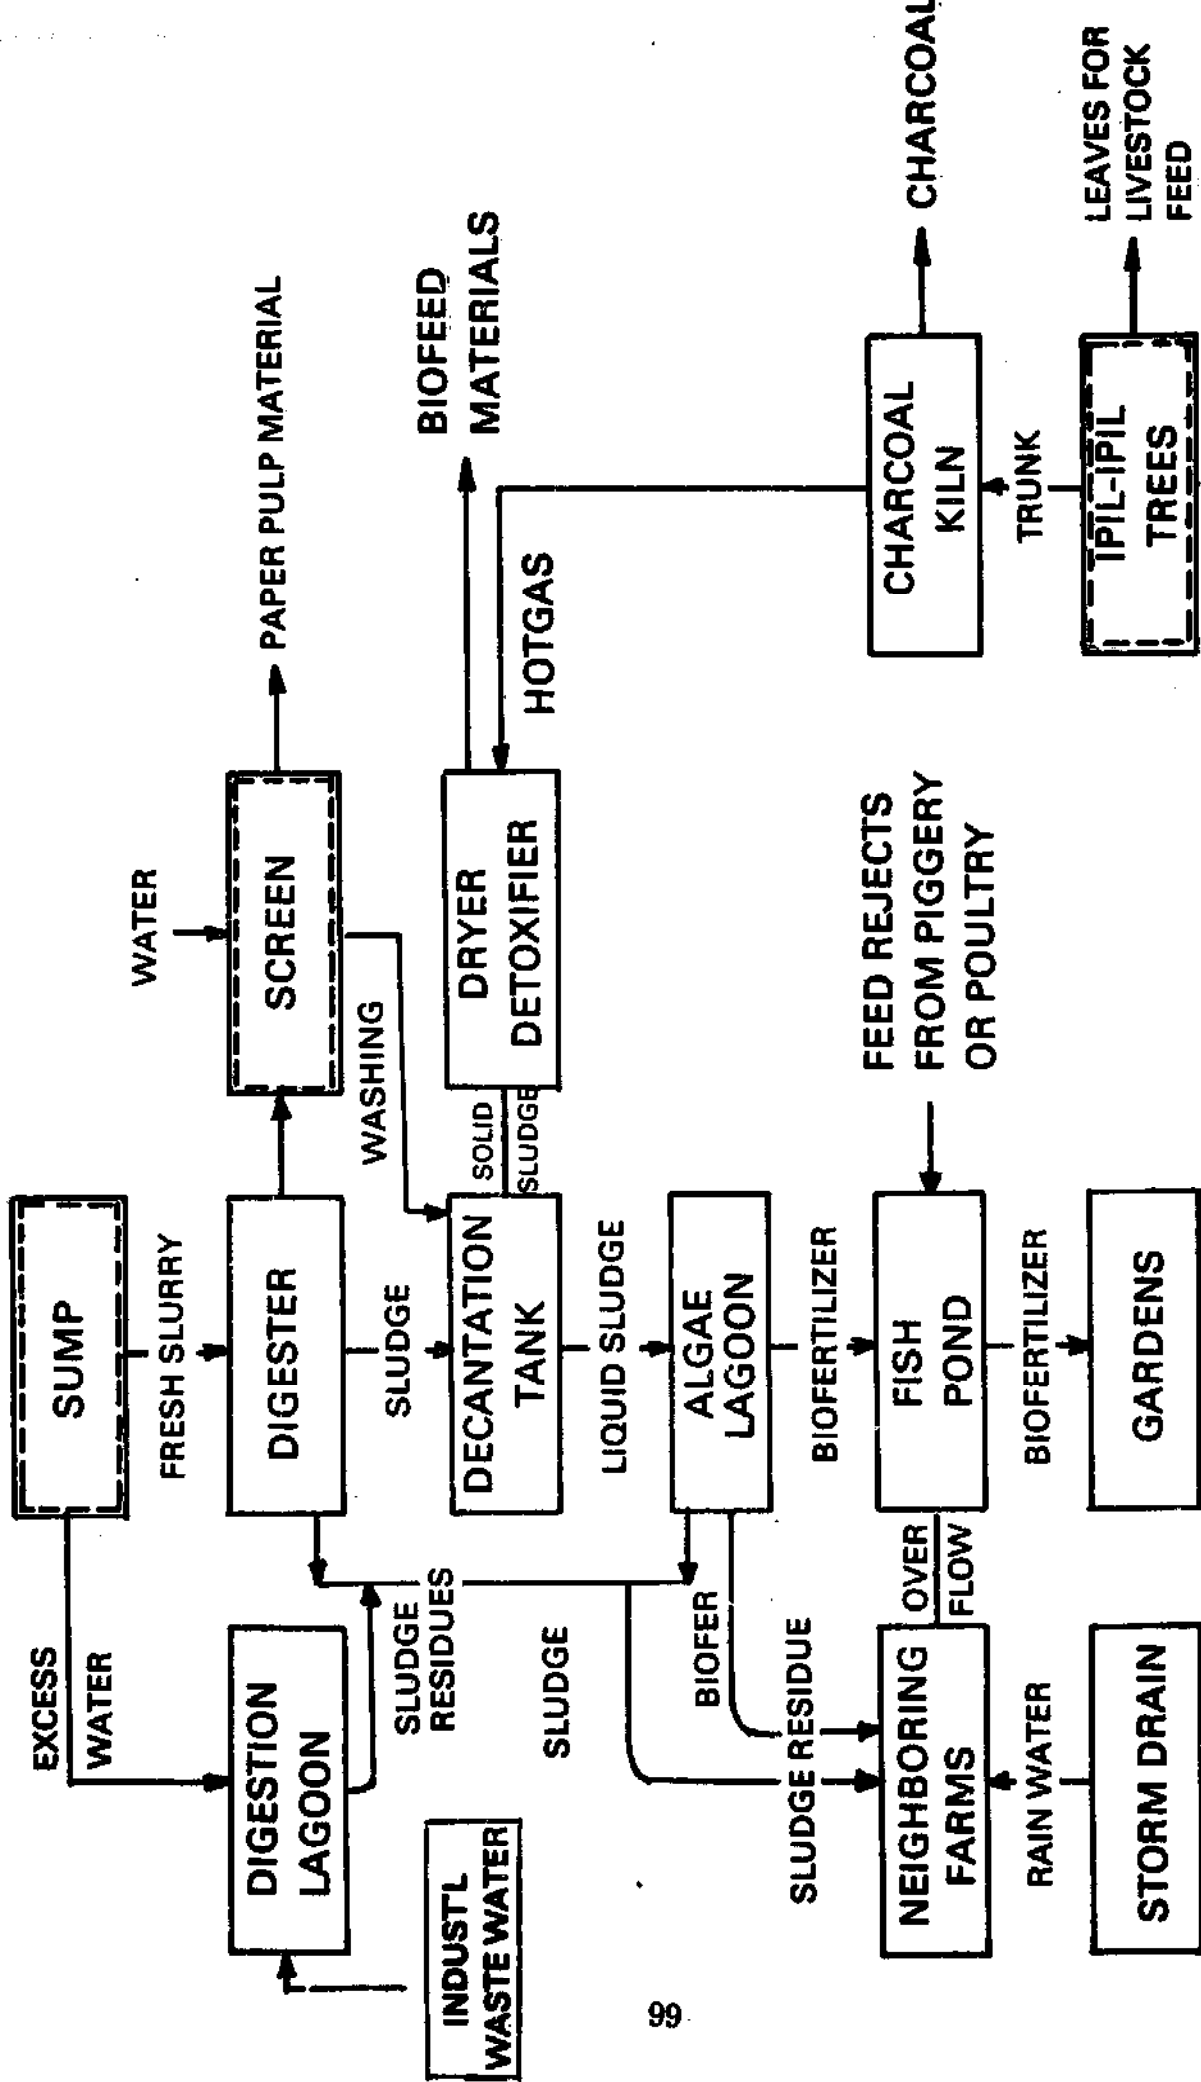 SUMP
EXCESS
WATER
FRESH SLURRY
WATER
DIGESTION
LAGOON
DIGESTER
SCREEN
PAPER PULP MATERIAL
INDUST'L
WASTE WATER
SLUDGE
RESIDUES
SLUDGE
WASHING
DECANTATION
TANK
SOLID
SLUDGE
DRYER
DETOXIFIER
HOTGAS
BIOFEED
MATERIALS
SLUDGE
LIQUID SLUDGE
ALGAE
LAGOON
BIOFER
SLUDGE RESIDUE
BIOFERTILIZER
FEED REJECTS
FROM PIGGERY
OR POULTRY
NEIGHBORING
FARMS
OVER
FLOW
FISH
POND
CHARCOAL
KILN
CHARCOAL
RAIN WATER
BIOFERTILIZER
TRUNK
STORM DRAIN
GARDENS
IPIL-IPIL
TREES
LEAVES FOR
LIVESTOCK
FEED
99